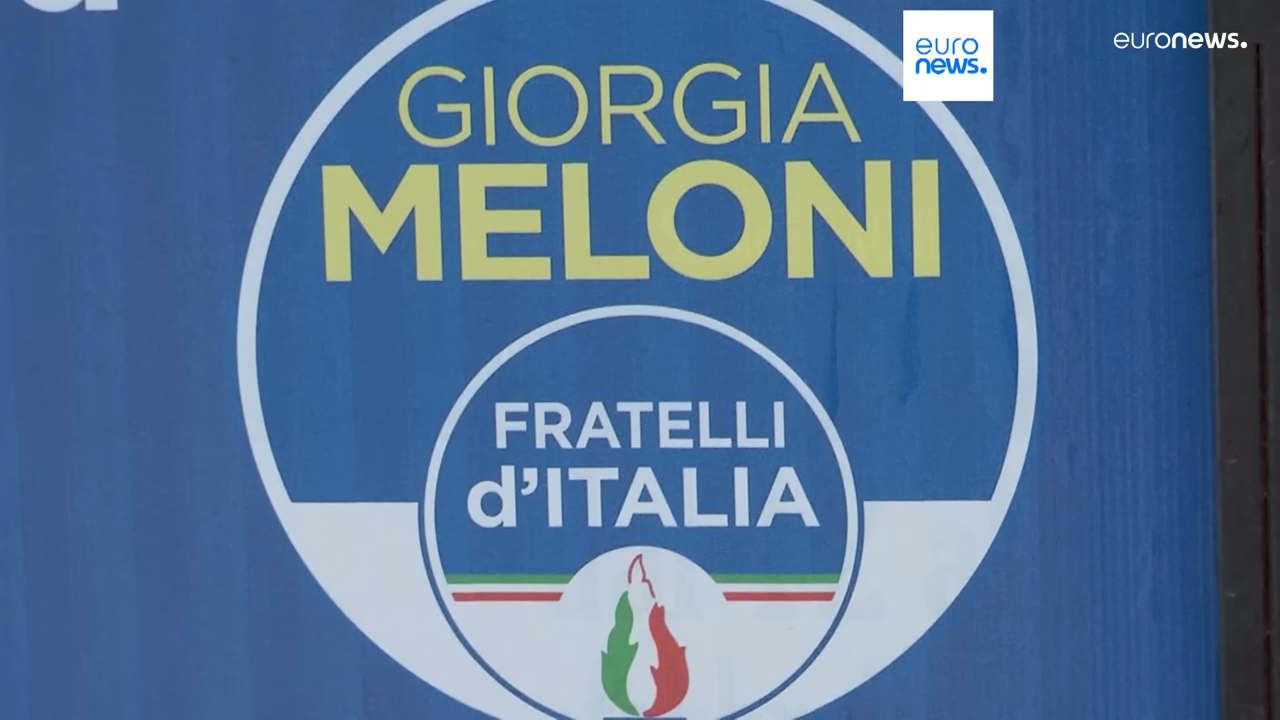 euro
news.
euronews.
GIORGIA
MELONI
FRATELLI
d'ITALIA